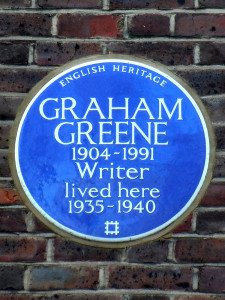 ENGLISH HERITAGE
GRAHAM
GREENE
1904-1991
Writer
lived here
1935-1940